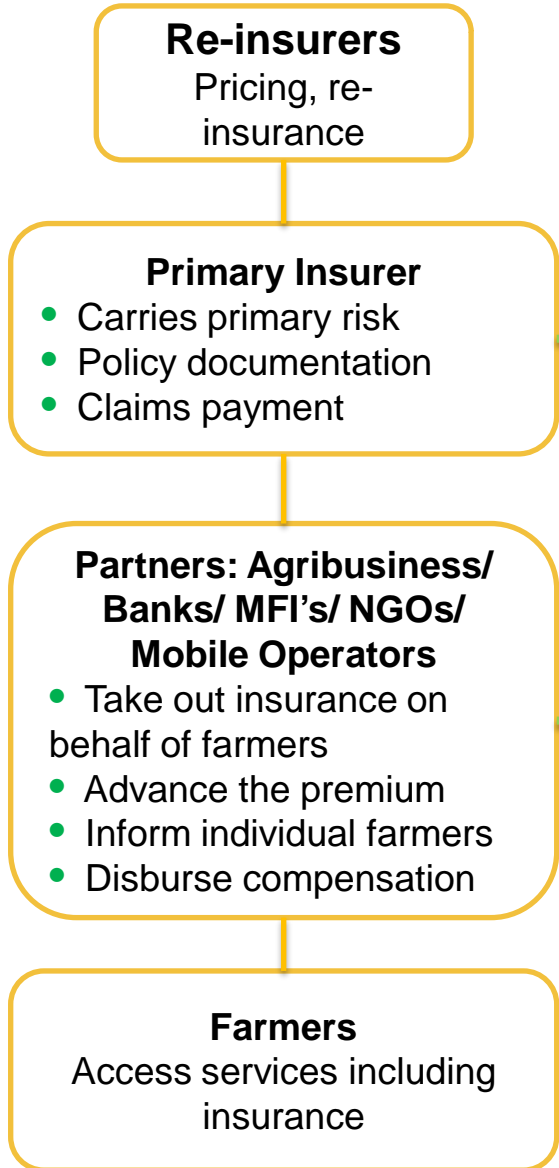 Re-insurers
Pricing, re-
insurance
Primary Insurer
• Carries primary risk
• Policy documentation
• Claims payment
Partners: Agribusiness/
Banks/ MFI’s/ NGOs/
Mobile Operators
• Take out insurance on
behalf of farmers
• Advance the premium
• Inform individual farmers
• Disburse compensation
Farmers
Access services including
insurance